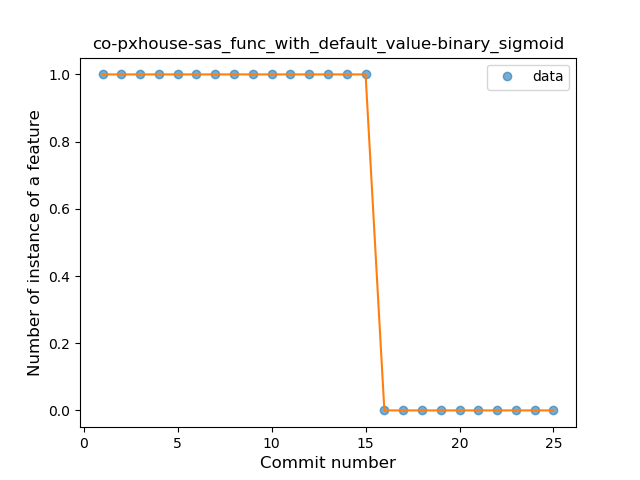 co-pxhouse-sas_func_with_default_value-binary_sigmoid
data
Number of instance of a feature
1.0
0.8
0.6
0.4
0.2
0.0
0 5 10 15 20 25
Commit number